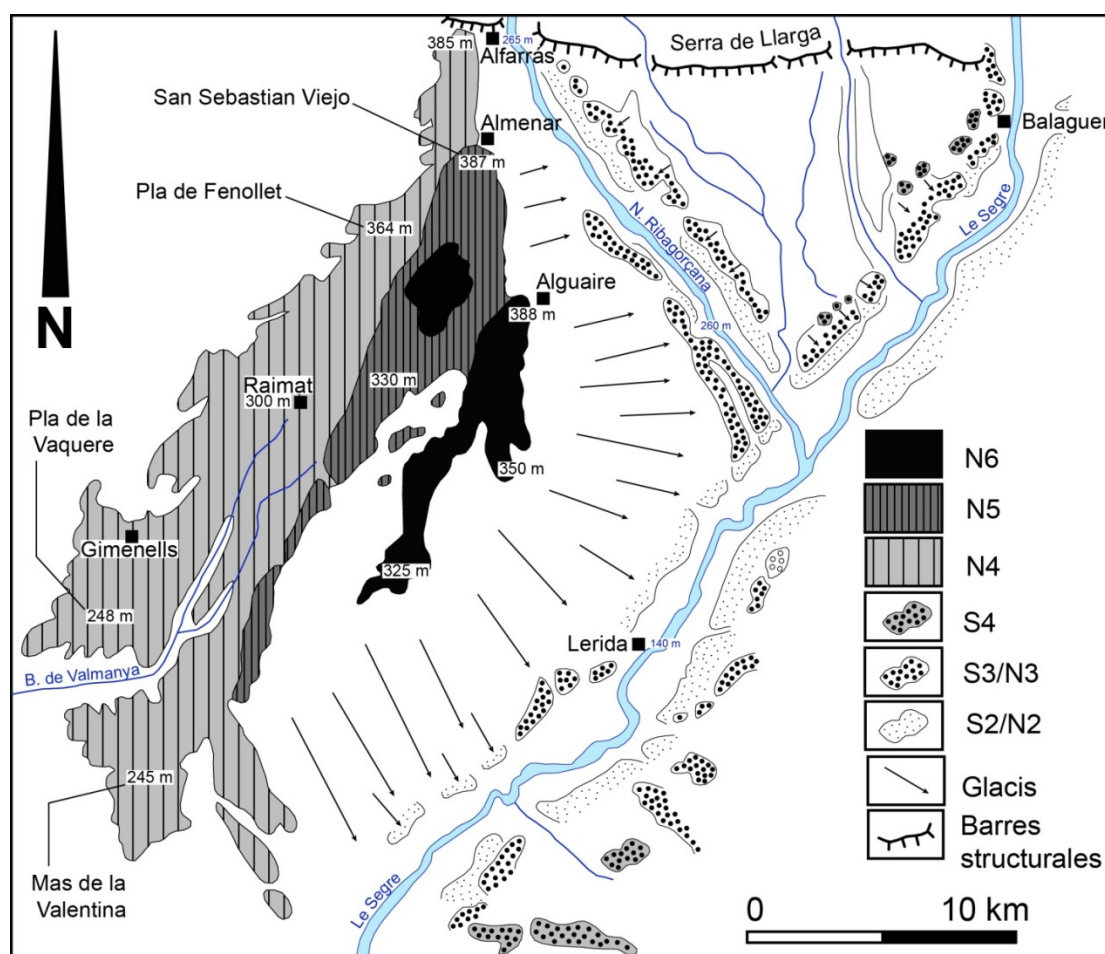 385 m
Alfarrás
265 m
Serra de Llarga
San Sebastian Viejo
Almenar
387 m
Balaguer
Pla de Fenollet
364 m
N. Ribagorçana
Le Segre
N
Alguaire
388 m
260 m
330 m
Raimat
300 m
Pla de la
Vaquere
350 m
Gimenells
325 m
248 m
Lerida
140 m
B. de Valmanya
245 m
Mas de la
Valentina
Le Segre
N6
N5
N4
S4
S3/N3
S2/N2
Glacis
Barres
structurales
0
10 km